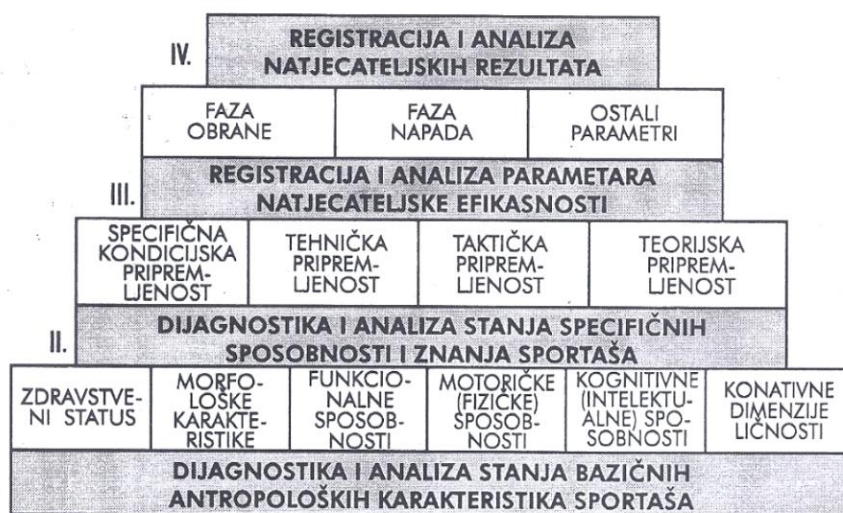 IV.
REGISTRACIJA I ANALIZA
NATJECATELJSKIH REZULTATA
FAZA
OBRANE
FAZA
NAPADA
OSTALI
PARAMETRI
III.
REGISTRACIJA I ANALIZA PARAMETARA
NATJECATELJSKE EFIKASNOSTI
SPECIFIČNA
KONDICIJSKA
PRIPREM-
LJENOST
TEHNIČKA
PRIPREM-
LJENOST
TAKTIČKA
PRIPREM-
LJENOST
TEORIJSKA
PRIPREM-
LJENOST
II.
DIJAGNOSTIKA I ANALIZA STANJA SPECIFIČNIH
SPOSOBNOSTI I ZNANJA SPORTAŠA
ZDRAVSTVE-
NI STATUS
MORFO-
LOŠKE
KARAKTE-
RISTIKE
FUNKCIO-
NALNE
SPOSOB-
NOSTI
MOTORIČKE
(FIZIČKE)
SPOSOB-
NOSTI
KOGNITIVNE
(INTELEKTU-
ALNE) SPO-
SOBNOSTI
KONATIVNE
DIMENZIJE
LIČNOSTI
DIJAGNOSTIKA I ANALIZA STANJA BAZIČNIH
ANTROPOLOŠKIH KARAKTERISTIKA SPORTAŠA